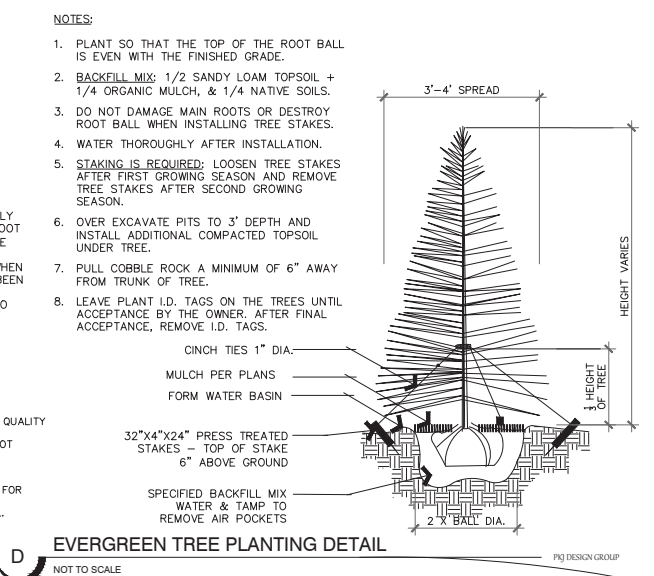 NOTES:
1. PLANT SO THAT THE TOP OF THE ROOT BALL
IS EVEN WITH THE FINISHED GRADE.
2. BACKFILL MIX: 1/2 SANDY LOAM TOPSOIL +
1/4 ORGANIC MULCH, & 1/4 NATIVE SOILS.
3. DO NOT DAMAGE MAIN ROOTS OR DESTROY
ROOT BALL WHEN INSTALLING TREE STAKES.
4. WATER THOROUGHLY AFTER INSTALLATION.
5. STAKING IS REQUIRED: LOOSEN TREE STAKES
AFTER FIRST GROWING SEASON AND REMOVE
TREE STAKES AFTER SECOND GROWING
SEASON.
6. OVER EXCAVATE PITS TO 3' DEPTH AND
INSTALL ADDITIONAL COMPACTED TOPSOIL
UNDER TREE.
7. PULL COBBLE ROCK A MINIMUM OF 6" AWAY
FROM TRUNK OF TREE.
8. LEAVE PLANT I.D. TAGS ON THE TREES UNTIL
ACCEPTANCE BY THE OWNER. AFTER FINAL
ACCEPTANCE, REMOVE I.D. TAGS.
LY
OOT
E
HEN
BEEN
O
QUALITY
OT
FOR
3'-4' SPREAD
HEIGHT VARIES
1/3 HEIGHT
OF TREE
CINCH TIES 1" DIA.
MULCH PER PLANS
FORM WATER BASIN
32"X4"X24" PRESS TREATED
STAKES – TOP OF STAKE
6" ABOVE GROUND
SPECIFIED BACKFILL MIX
WATER & TAMP TO
REMOVE AIR POCKETS
2 X BALL DIA.
D
EVERGREEN TREE PLANTING DETAIL
NOT TO SCALE
PKJ DESIGN GROUP